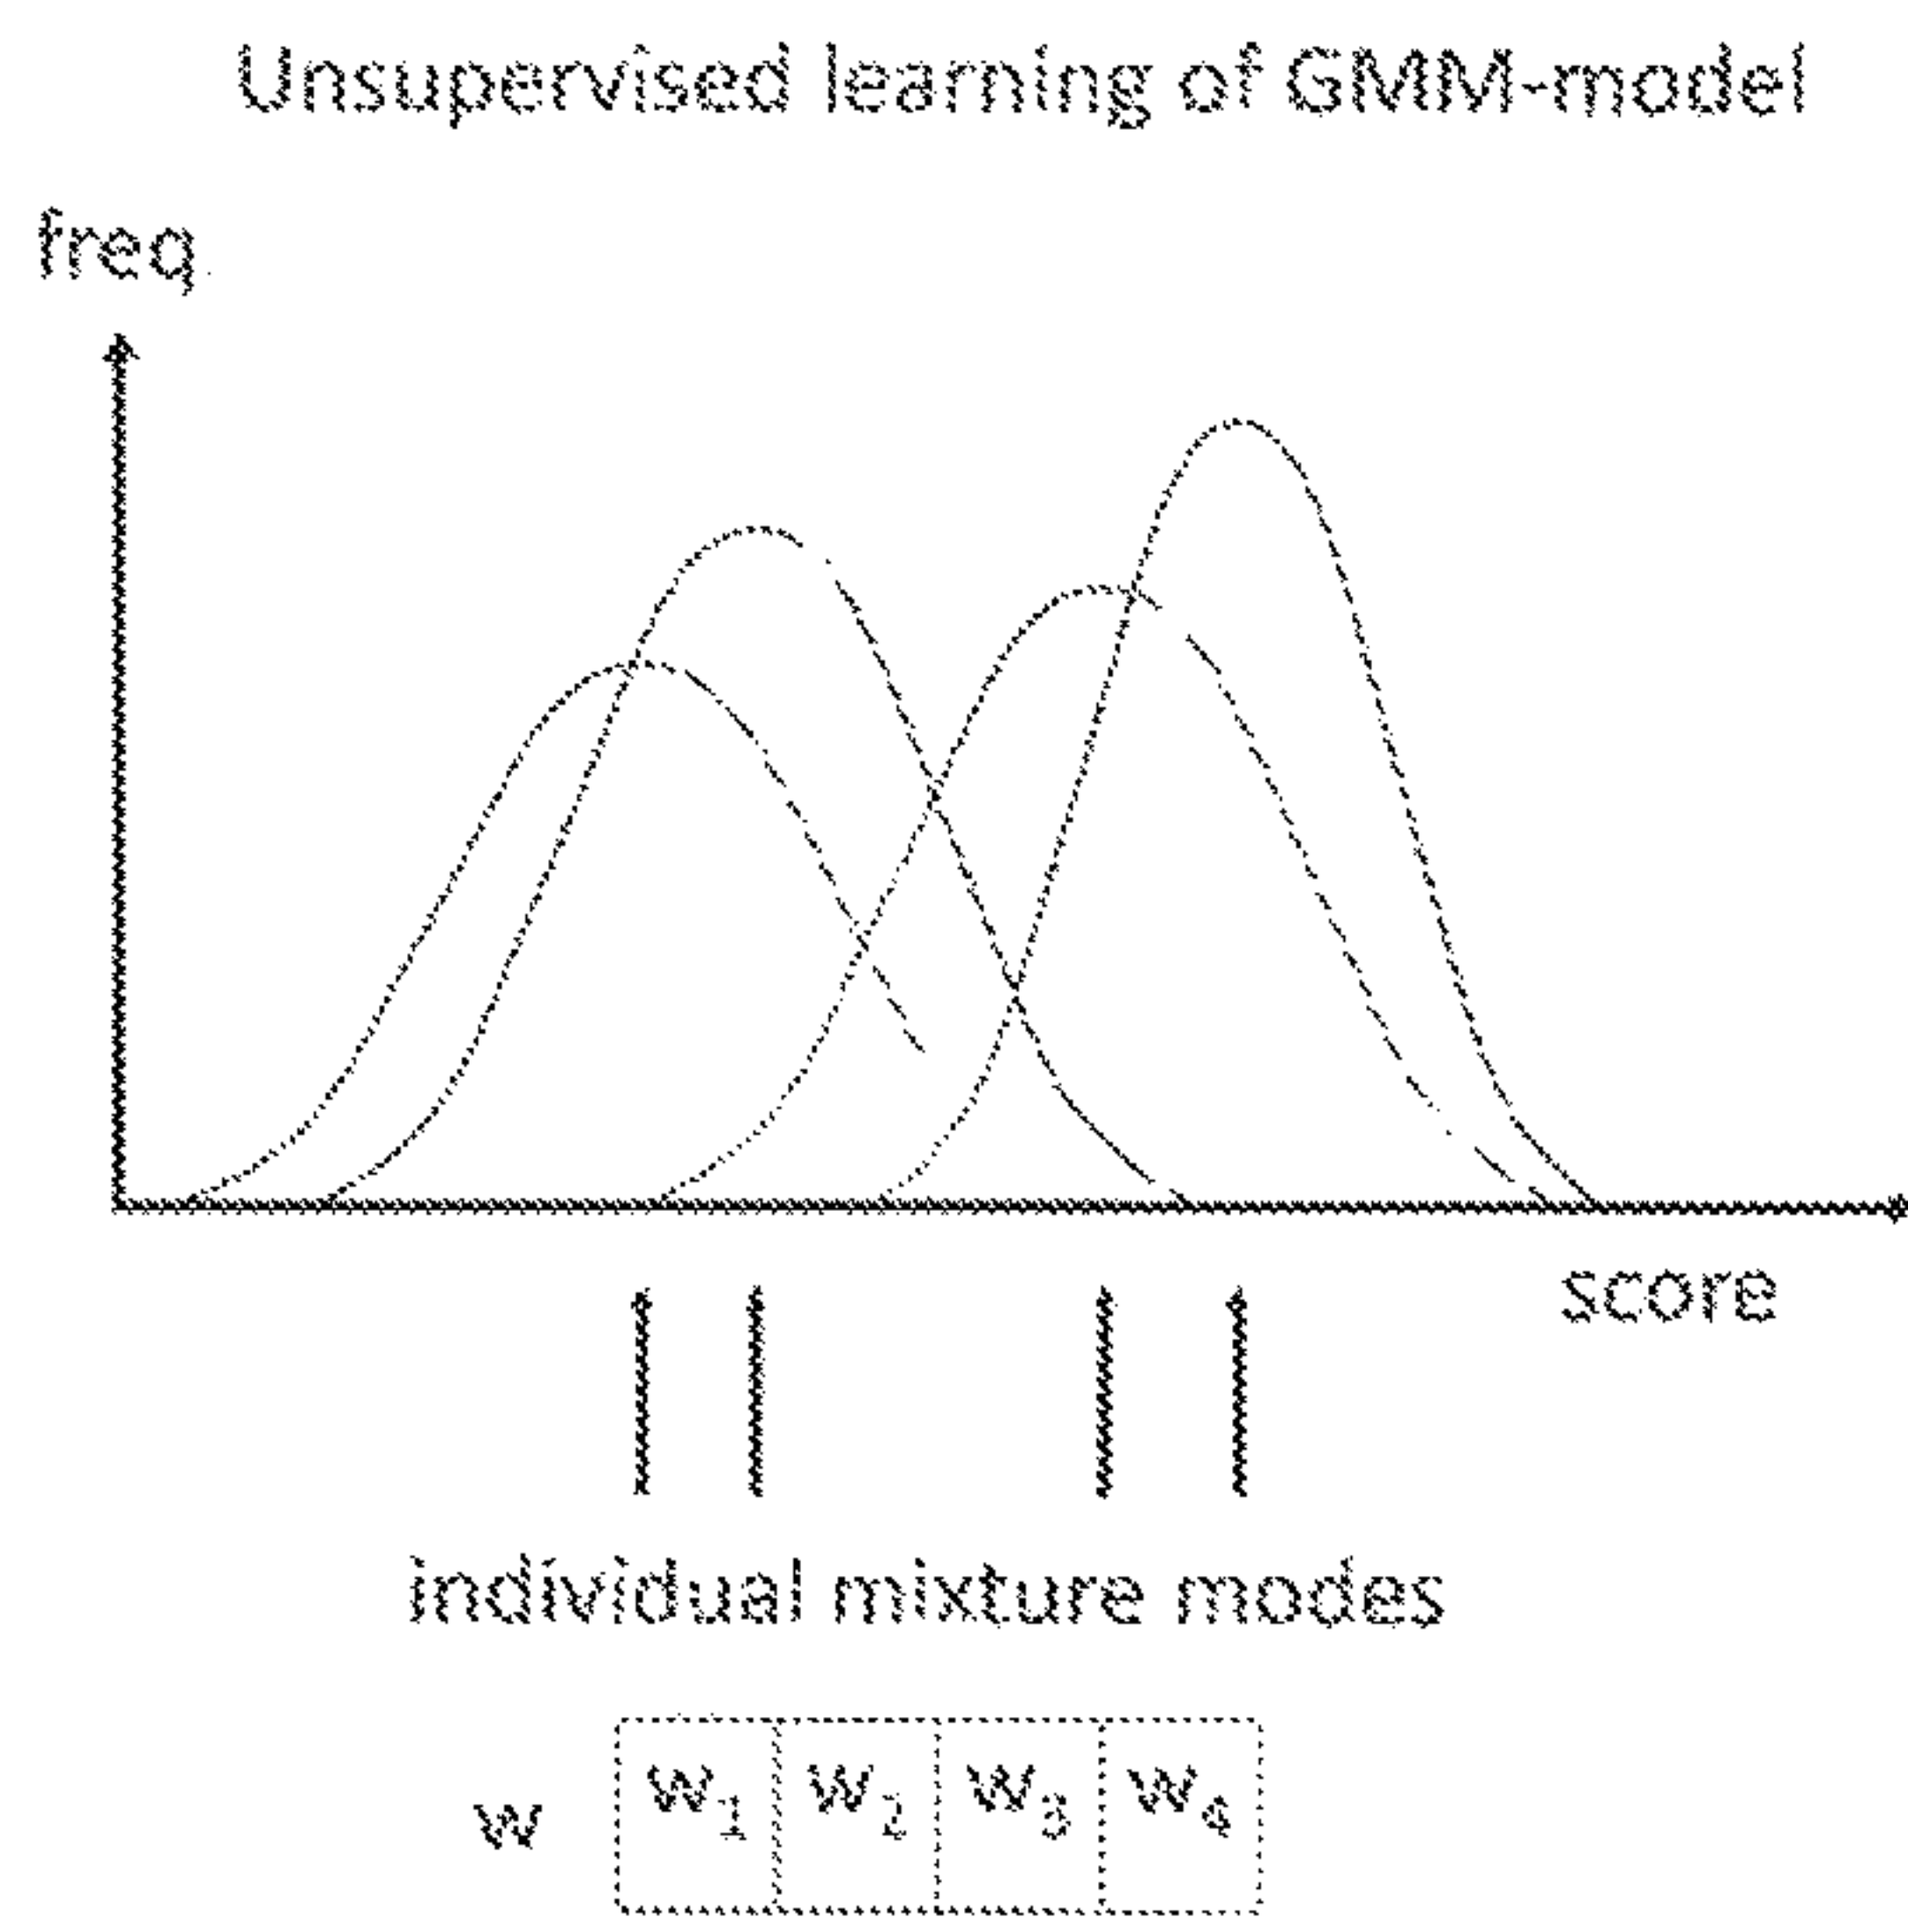 Unsupervised learning of GMM-model
freq.
score
individual mixture modes
w w1 w2 w3 w4